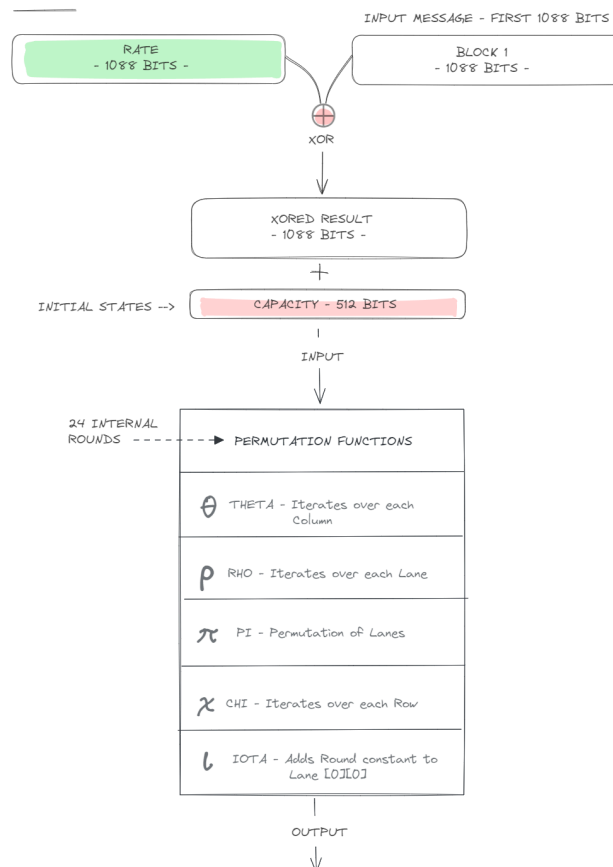 INPUT MESSAGE - FIRST 1088 BITS
RATE
- 1088 BITS -
BLOCK 1
- 1088 BITS -
XOR
XORED RESULT
- 1088 BITS -
+
INITIAL STATES -->
CAPACITY - 512 BITS
INPUT
24 INTERNAL
ROUNDS
PERMUTATION FUNCTIONS
θ THETA - Iterates over each
Column
ρ RHO - Iterates over each Lane
π PI - Permutation of Lanes
χ CHI - Iterates over each Row
ι IOTA - Adds Round constant to
Lane [0][0]
OUTPUT